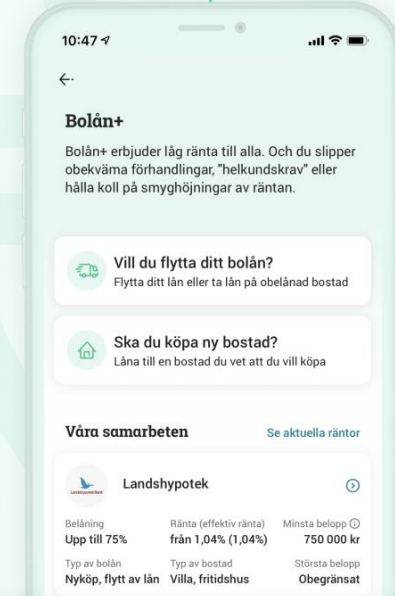 10:47
Bolån+
Bolån+ erbjuder låg ränta till alla. Och du slipper
obekväma förhandlingar, "helkundskrav" eller
hålla koll på smyghöjningar av räntan.
Vill du flytta ditt bolån?
Flytta ditt lån eller ta lån på obelånad bostad
Ska du köpa ny bostad?
Låna till en bostad du vet att du vill köpa
Våra samarbeten Se aktuella räntor
Landshypotek Bank Landshypotek
Belåning Ränta (effektiv ränta) Minsta belopp
Upp till 75% från 1,04% (1,04%) 750 000 kr
Typ av bolån Typ av bostad Största belopp
Nyköp, flytt av lån Villa, fritidshus Obegränsat